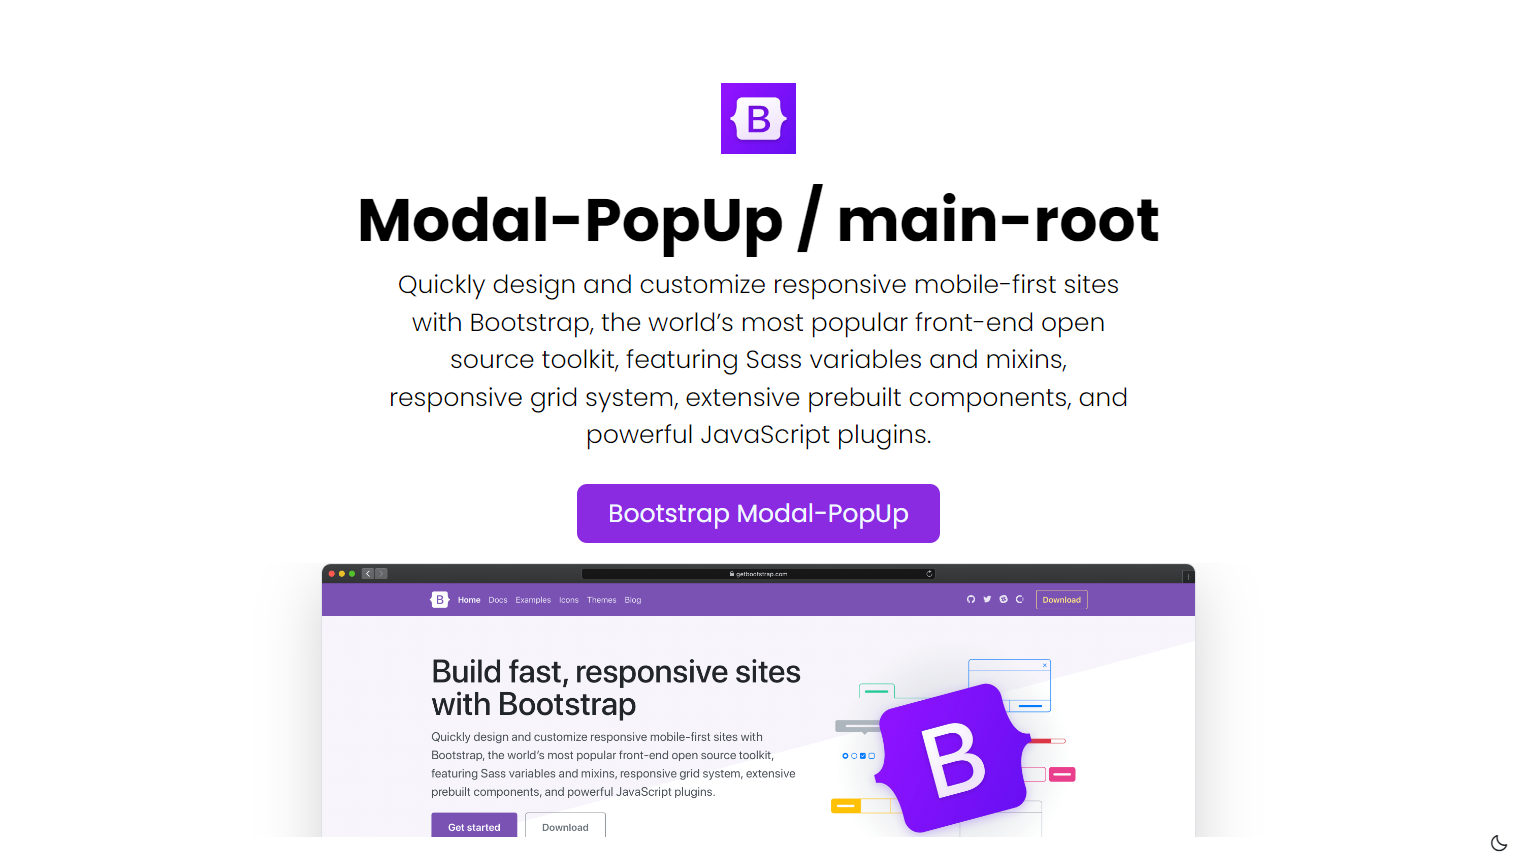 B
Modal-PopUp / main-root
Quickly design and customize responsive mobile-first sites
with Bootstrap, the world’s most popular front-end open
source toolkit, featuring Sass variables and mixins,
responsive grid system, extensive prebuilt components, and
powerful JavaScript plugins.
Bootstrap Modal-PopUp
getbootstrap.com
B Home Docs Examples Icons Themes Blog Download
Build fast, responsive sites
with Bootstrap
Quickly design and customize responsive mobile-first sites with
Bootstrap, the world’s most popular front-end open source toolkit,
featuring Sass variables and mixins, responsive grid system, extensive
prebuilt components, and powerful JavaScript plugins.
Get started Download
B